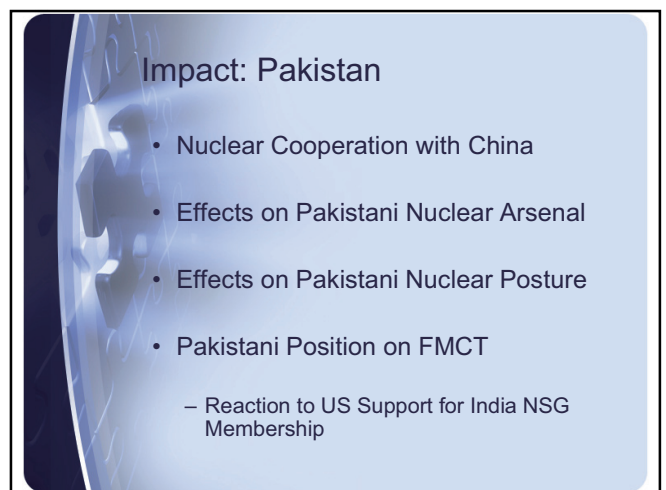 Impact: Pakistan
• Nuclear Cooperation with China
• Effects on Pakistani Nuclear Arsenal
• Effects on Pakistani Nuclear Posture
• Pakistani Position on FMCT
– Reaction to US Support for India NSG
Membership